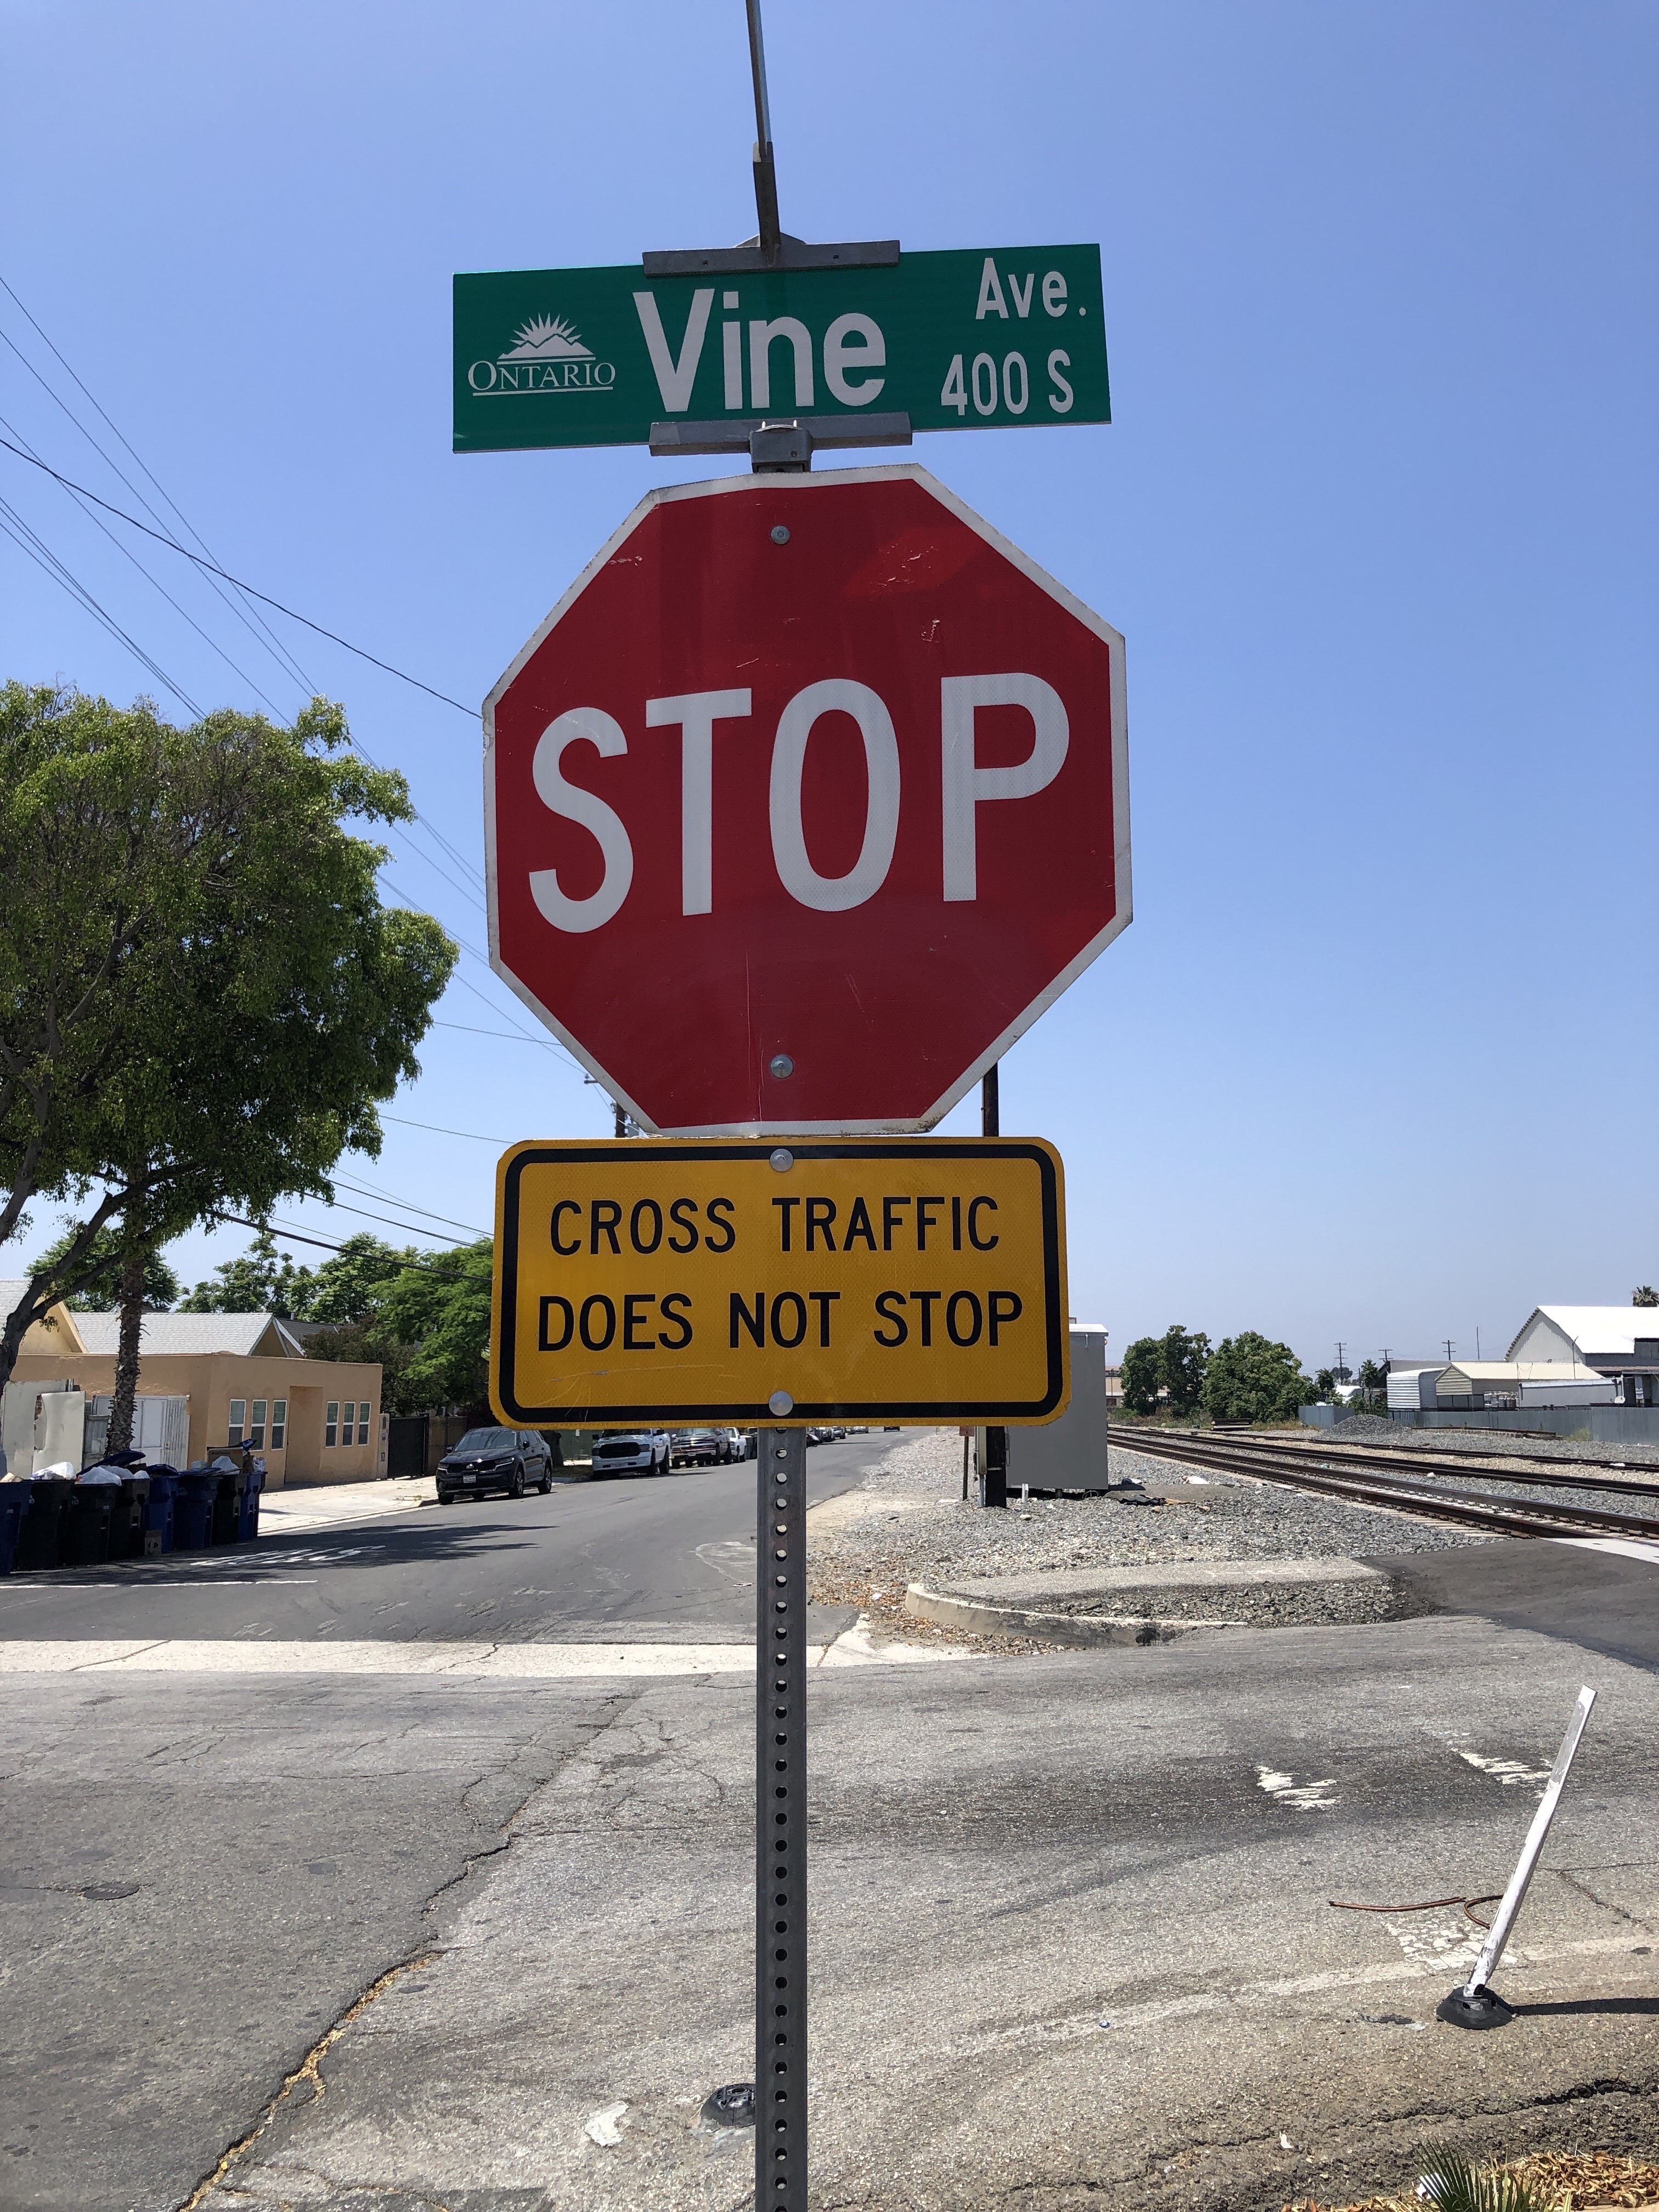 ONTARIO
Vine Ave.
400 S
STOP
CROSS TRAFFIC
DOES NOT STOP